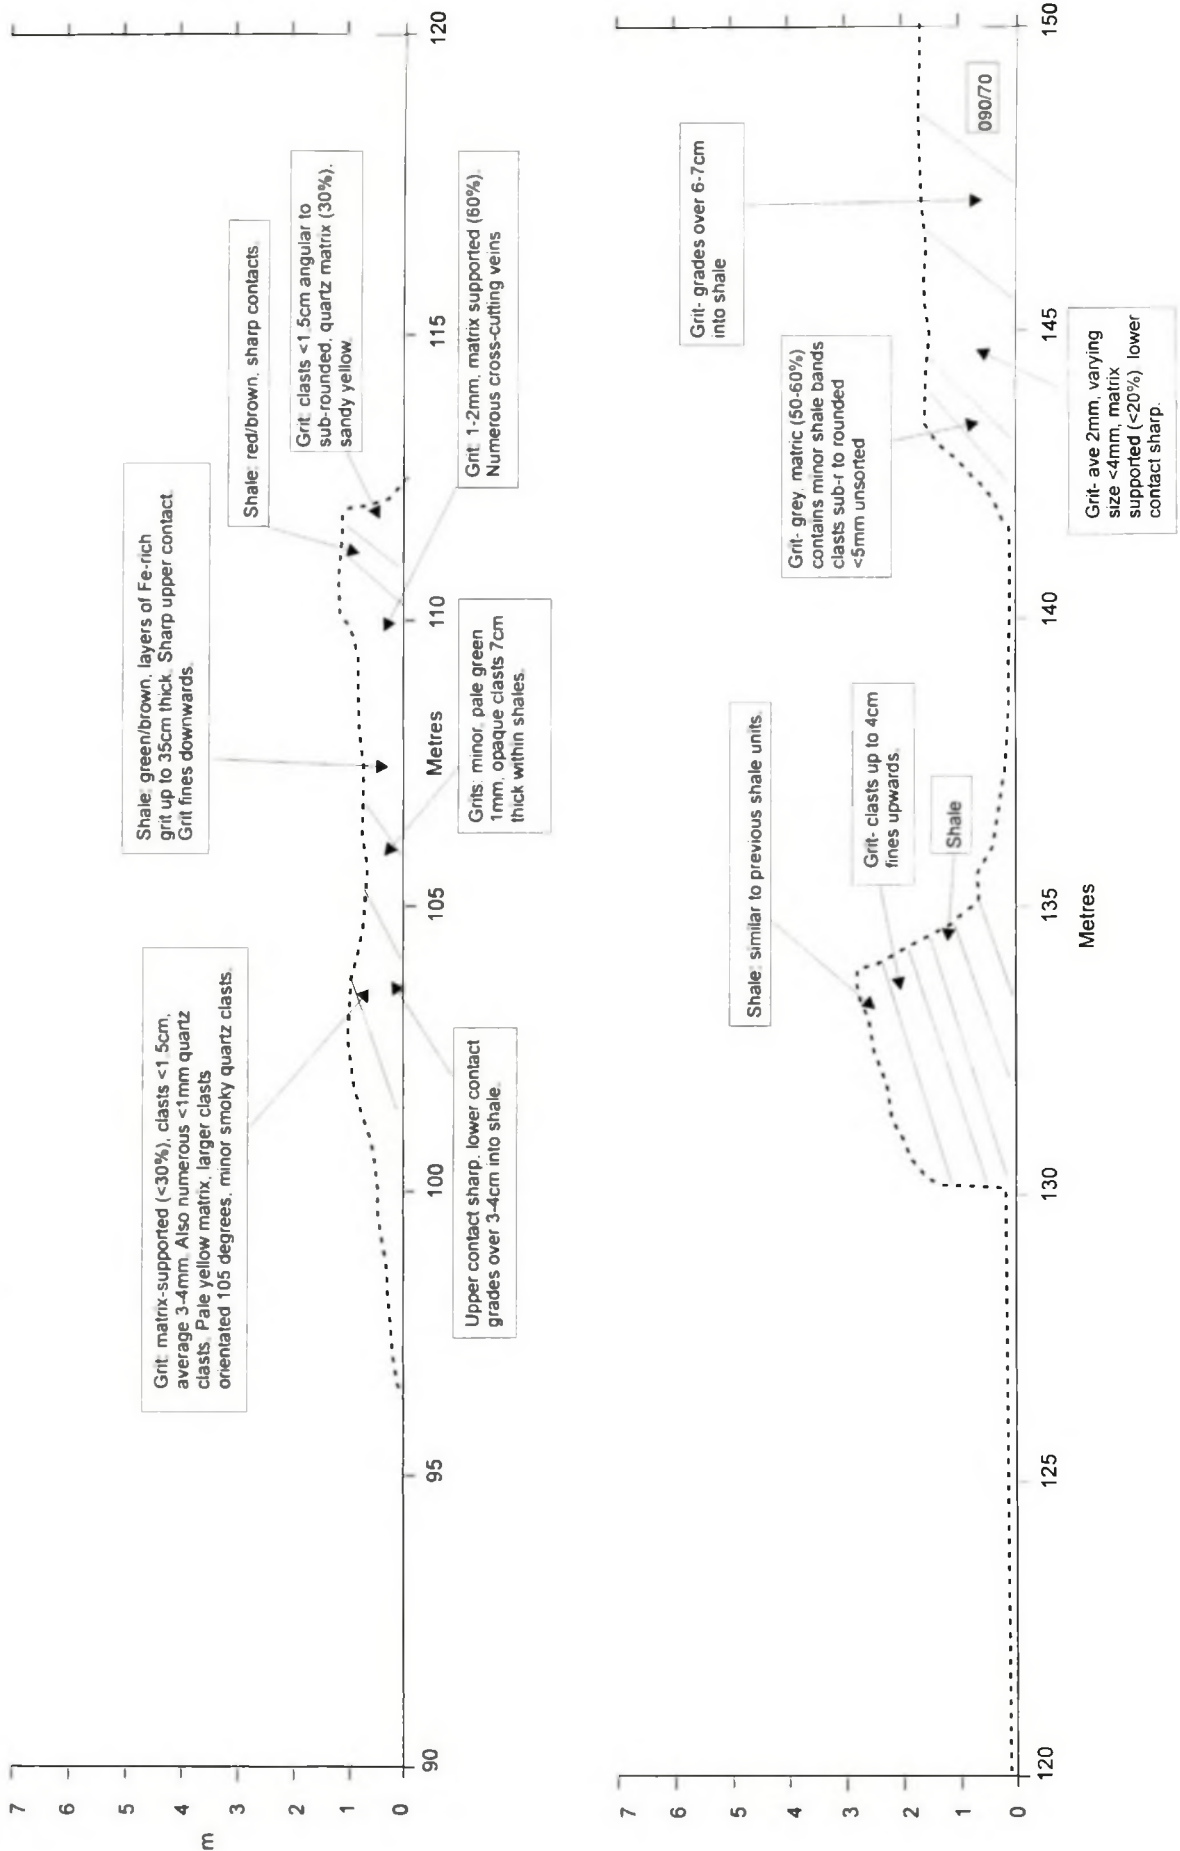 7
6
5
4
3
2
1
0
m
90
95
100
105
110
115
120
Metres
Grit: matrix-supported (<30%), clasts <1.5cm,
average 3-4mm. Also numerous <1mm quartz
clasts. Pale yellow matrix, larger clasts
orientated 105 degrees, minor smoky quartz clasts.
Shale: green/brown, layers of Fe-rich
grit up to 35cm thick. Sharp upper contact.
Grit fines downwards.
Shale: red/brown, sharp contacts.
Grit: clasts <1.5cm angular to
sub-rounded, quartz matrix (30%).
sandy yellow.
Upper contact sharp, lower contact
grades over 3-4cm into shale.
Grits: minor, pale green
1mm, opaque clasts 7cm
thick within shales.
Grit: 1-2mm, matrix supported (60%).
Numerous cross-cutting veins
7
6
5
4
3
2
1
0
120
125
130
135
140
145
150
Metres
Shale: similar to previous shale units.
Grit- clasts up to 4cm
fines upwards.
Shale
Grit- grey, matric (50-60%)
contains minor shale bands
clasts sub-r to rounded
<5mm unsorted
Grit- grades over 6-7cm
into shale
090/70
Grit- ave 2mm, varying
size <4mm, matrix
supported (<20%) lower
contact sharp.